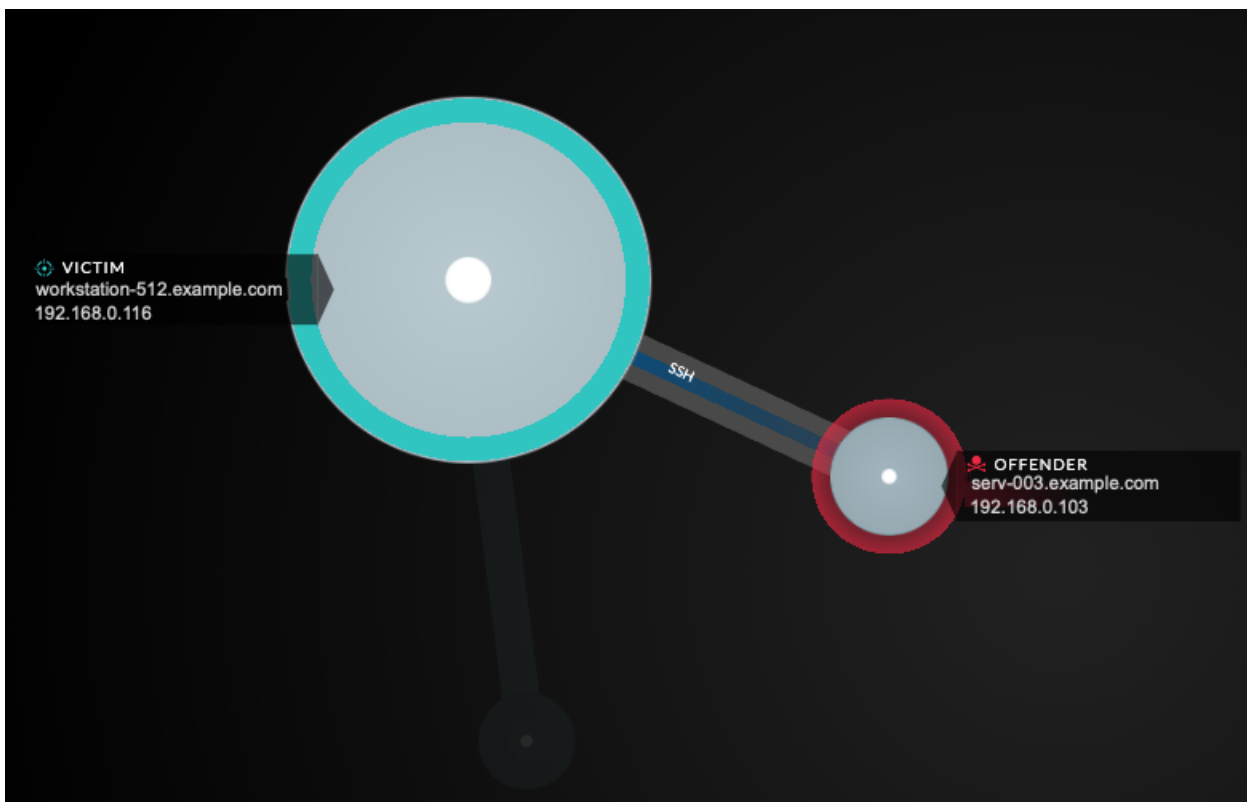 VICTIM
workstation-512.example.com
192.168.0.116
SSH
OFFENDER
serv-003.example.com
192.168.0.103